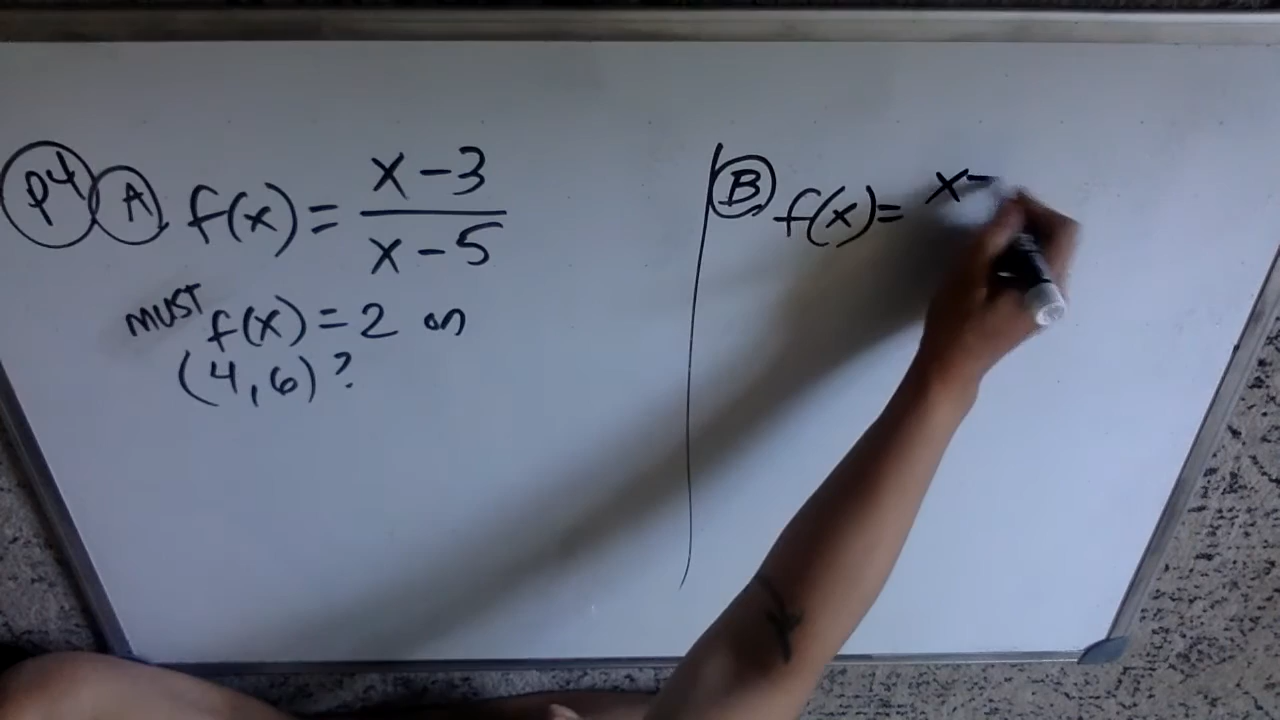 P4 A f(x) = x-3 / x-5
MUST f(x) = 2 on
(4,6)?
B f(x) = x-